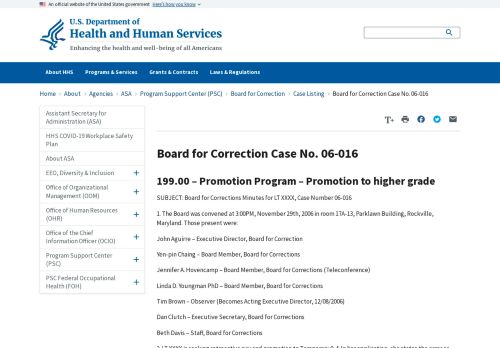 An official website of the United States government Here's how you know
U.S. Department of
Health and Human Services
Enhancing the health and well-being of all Americans
About HHS Programs & Services Grants & Contracts Laws & Regulations
Home › About › Agencies › ASA › Program Support Center (PSC) › Board for Correction › Case Listing › Board for Correction Case No. 06-016
Assistant Secretary for
Administration (ASA)
HHS COVID-19 Workplace Safety
Plan
About ASA
EEO, Diversity & Inclusion +
Office of Organizational
Management (OOM) +
Office of Human Resources
(OHR) +
Office of the Chief
Information Officer (OCIO) +
Program Support Center
(PSC) +
PSC Federal Occupational
Health (FOH) +
T+
Board for Correction Case No. 06-016
199.00 – Promotion Program – Promotion to higher grade
SUBJECT: Board for Corrections Minutes for LT XXXX, Case Number 06-016
1. The Board was convened at 3:00PM, November 29th, 2006 in room 17A-13, Parklawn Building, Rockville,
Maryland. Those present were:
John Aguirre – Executive Director, Board for Correction
Yen-pin Chaing – Board Member, Board for Corrections
Jennifer A. Hovencamp – Board Member, Board for Corrections (Teleconference)
Linda D. Youngman PhD – Board Member, Board for Corrections
Tim Brown – Observer (Becomes Acting Executive Director, 12/08/2006)
Dan Clutch – Executive Secretary, Board for Corrections
Beth Davis – Staff, Board for Corrections